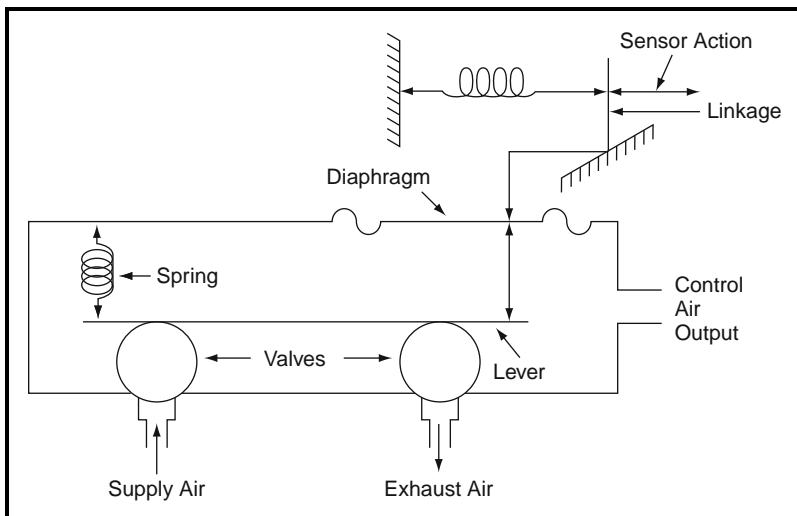 Sensor Action
Linkage
Diaphragm
Spring
Control
Air
Output
Valves
Lever
Supply Air
Exhaust Air